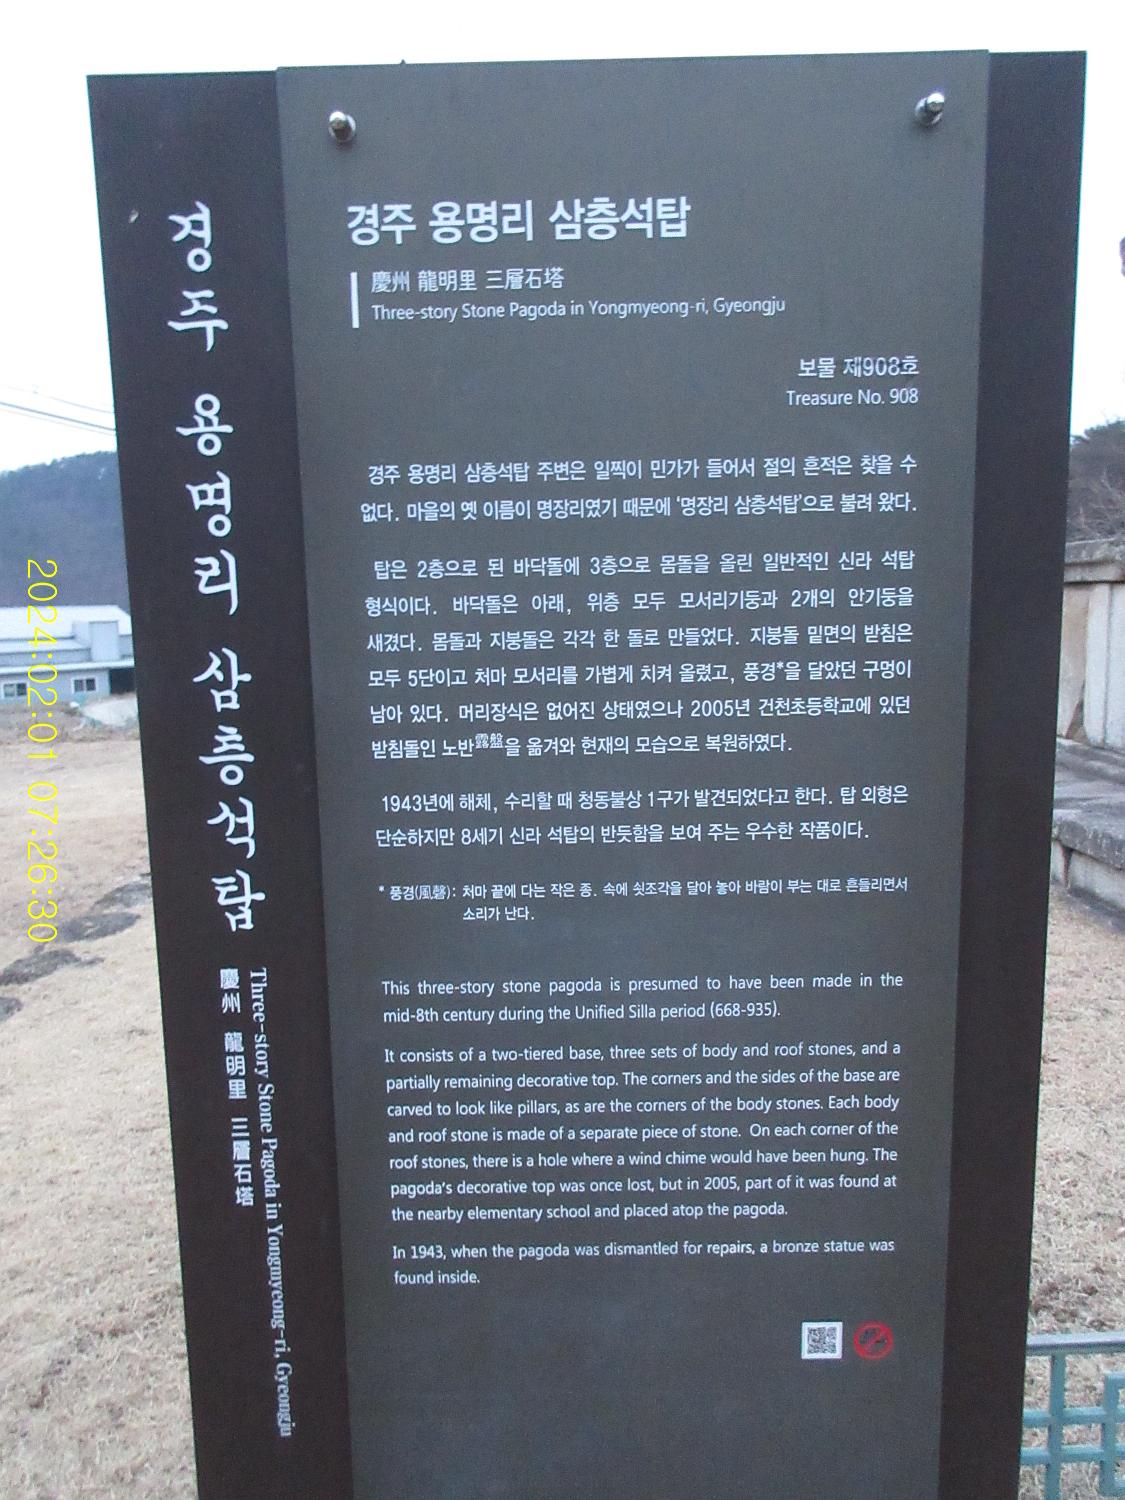 경주 용명리 삼층석탑
慶州 龍明里 三層石塔
Three-story Stone Pagoda in Yongmyeong-ri, Gyeongju
경주 용명리 삼층석탑
慶州 龍明里 三層石塔
Three-story Stone Pagoda in Yongmyeong-ri, Gyeongju
보물 제908호
Treasure No. 908
경주 용명리 삼층석탑 주변은 일찍이 민가가 들어서 절의 흔적은 찾을 수
없다. 마을의 옛 이름이 명장리였기 때문에 ‘명장리 삼층석탑’으로 불려 왔다.
탑은 2층으로 된 바닥돌에 3층으로 몸돌을 올린 일반적인 신라 석탑
형식이다. 바닥돌은 아래, 위층 모두 모서리기둥과 2개의 안기둥을
새겼다. 몸돌과 지붕돌은 각각 한 돌로 만들었다. 지붕돌 밑면의 받침은
모두 5단이고 처마 모서리를 가볍게 치켜 올렸고, 풍경*을 달았던 구멍이
남아 있다. 머리장식은 없어진 상태였으나 2005년 건천초등학교에 있던
받침돌인 노반露盤을 옮겨와 현재의 모습으로 복원하였다.
1943년에 해체, 수리할 때 청동불상 1구가 발견되었다고 한다. 탑 외형은
단순하지만 8세기 신라 석탑의 반듯함을 보여 주는 우수한 작품이다.
* 풍경(風磬): 처마 끝에 다는 작은 종. 속에 쇳조각을 달아 놓아 바람이 부는 대로 흔들리면서
소리가 난다.
This three-story stone pagoda is presumed to have been made in the
mid-8th century during the Unified Silla period (668-935).
It consists of a two-tiered base, three sets of body and roof stones, and a
partially remaining decorative top. The corners and the sides of the base are
carved to look like pillars, as are the corners of the body stones. Each body
and roof stone is made of a separate piece of stone. On each corner of the
roof stones, there is a hole where a wind chime would have been hung. The
pagoda's decorative top was once lost, but in 2005, part of it was found at
the nearby elementary school and placed atop the pagoda.
In 1943, when the pagoda was dismantled for repairs, a bronze statue was
found inside.
2024:02:01 07:26:30